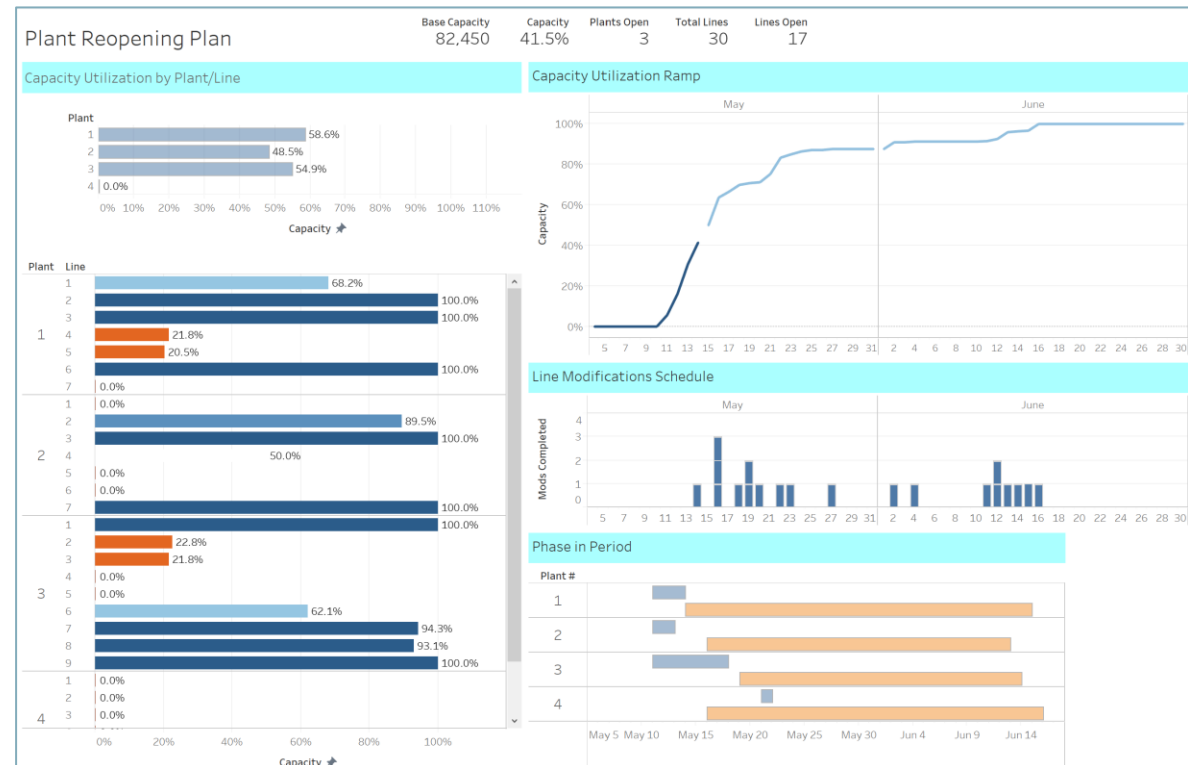 Plant Reopening Plan
Base Capacity Capacity Plants Open Total Lines Lines Open
82,450 41.5% 3 30 17
Capacity Utilization by Plant/Line
Plant
1 58.6%
2 48.5%
3 54.9%
4 0.0%
0% 10% 20% 30% 40% 50% 60% 70% 80% 90% 100% 110%
Capacity
Plant Line
1
1 68.2%
2 100.0%
3 100.0%
4 21.8%
5 20.5%
6 100.0%
7 0.0%
2
1 0.0%
2 89.5%
3 100.0%
4 50.0%
5 0.0%
6 0.0%
7 100.0%
3
1 100.0%
2 22.8%
3 21.8%
4 0.0%
5 0.0%
6 62.1%
7 94.3%
8 93.1%
9 100.0%
4
1 0.0%
2 0.0%
3 0.0%
0% 20% 40% 60% 80% 100%
Capacity
Capacity Utilization Ramp
May June
Capacity
100%
80%
60%
40%
20%
0%
5 7 9 11 13 15 17 19 21 23 25 27 29 31 2 4 6 8 10 12 14 16 18 20 22 24 26 28 30
Line Modifications Schedule
May June
Mods Completed
4
3
2
1
0
5 7 9 11 13 15 17 19 21 23 25 27 29 31 2 4 6 8 10 12 14 16 18 20 22 24 26 28 30
Phase in Period
Plant #
1
2
3
4
May 5 May 10 May 15 May 20 May 25 May 30 Jun 4 Jun 9 Jun 14